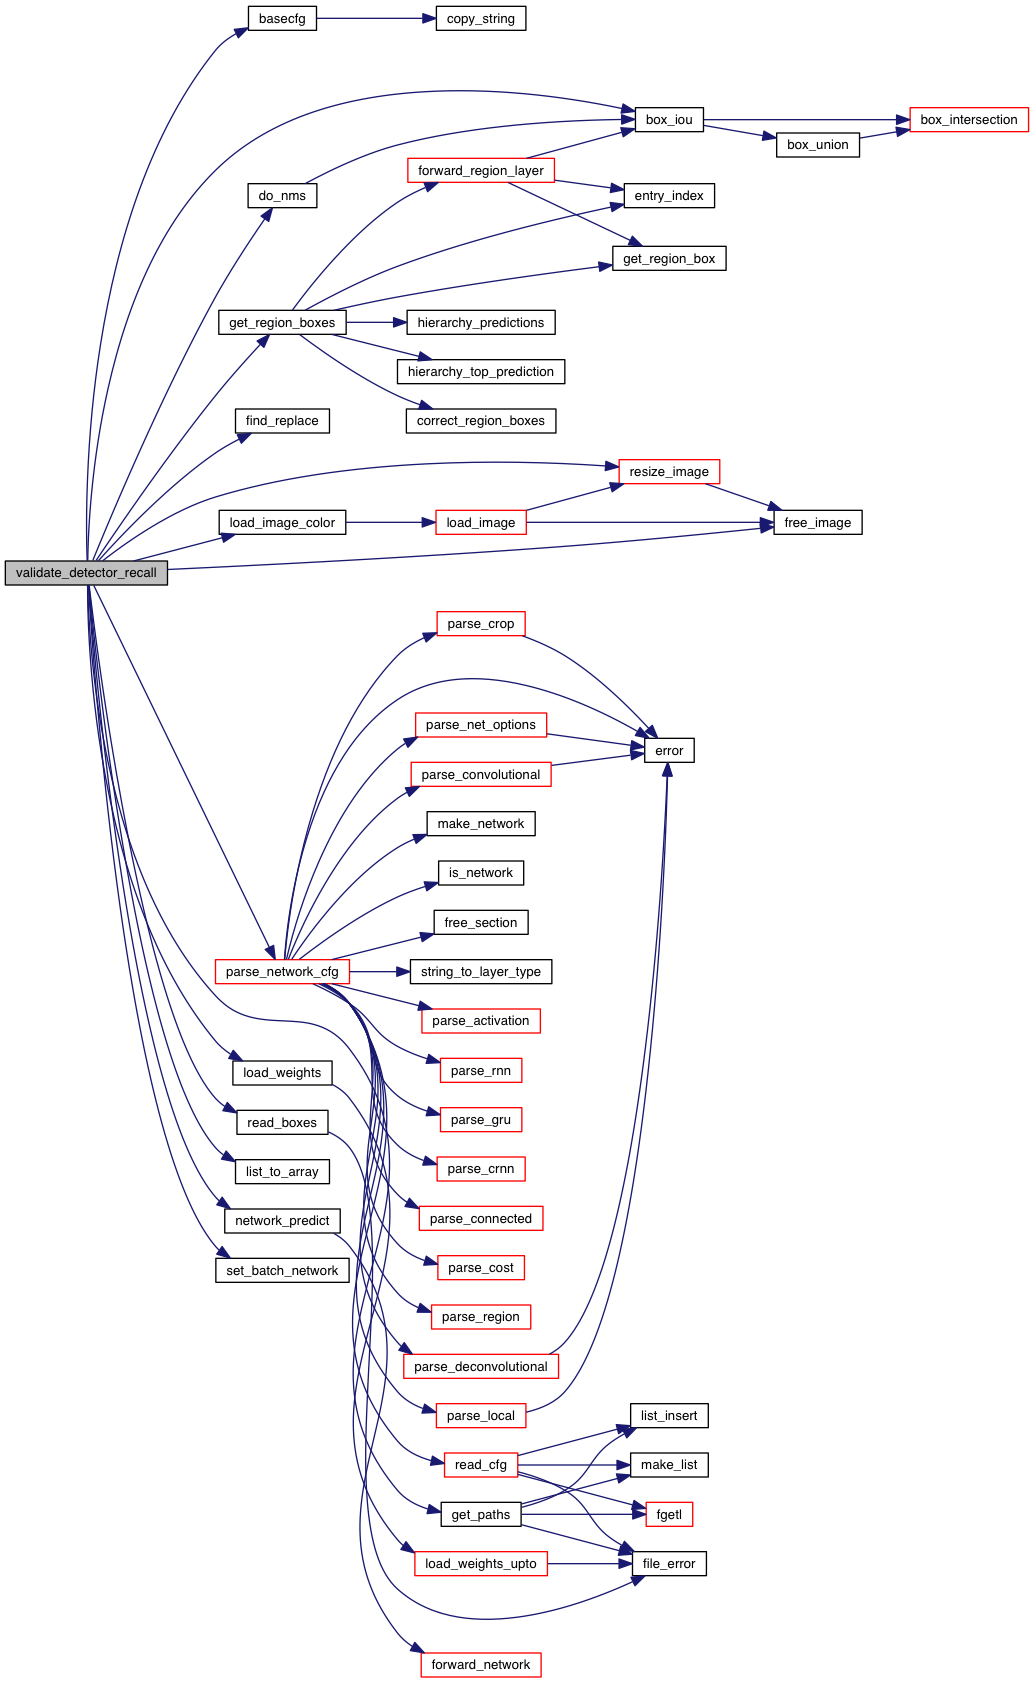 basecfg
copy_string
box_iou
box_intersection
box_union
forward_region_layer
do_nms
entry_index
get_region_box
get_region_boxes
hierarchy_predictions
hierarchy_top_prediction
find_replace
correct_region_boxes
resize_image
load_image_color
load_image
free_image
validate_detector_recall
parse_crop
parse_net_options
error
parse_convolutional
make_network
is_network
free_section
parse_network_cfg
string_to_layer_type
parse_activation
load_weights
parse_rnn
read_boxes
parse_gru
list_to_array
parse_crnn
network_predict
parse_connected
set_batch_network
parse_cost
parse_region
parse_deconvolutional
parse_local
list_insert
read_cfg
make_list
get_paths
fgetl
load_weights_upto
file_error
forward_network